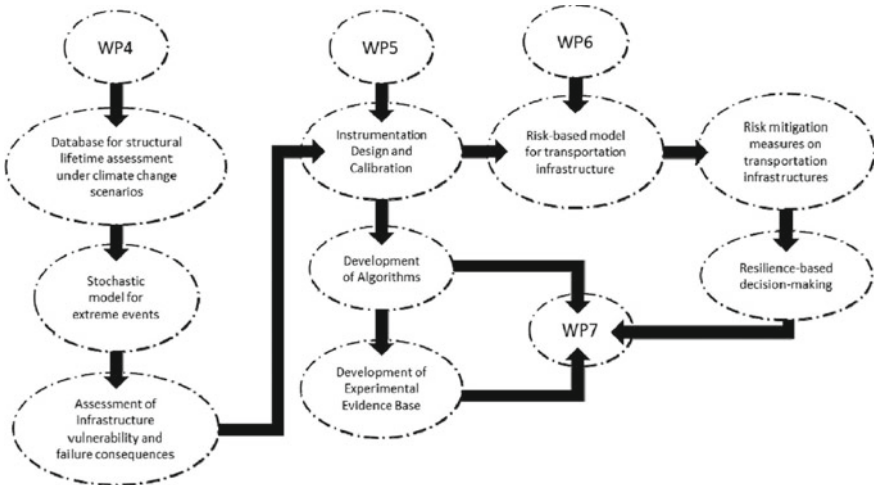 WP4
Database for structural
lifetime assessment
under climate change
scenarios
Stochastic
model for
extreme events
Assessment of
Infrastructure
vulnerability and
failure consequences
WP5
Instrumentation
Design and
Calibration
Development
of Algorithms
Development of
Experimental
Evidence Base
WP6
Risk-based model
for transportation
infrastructure
Risk mitigation
measures on
transportation
infrastructures
Resilience-based
decision-making
WP7